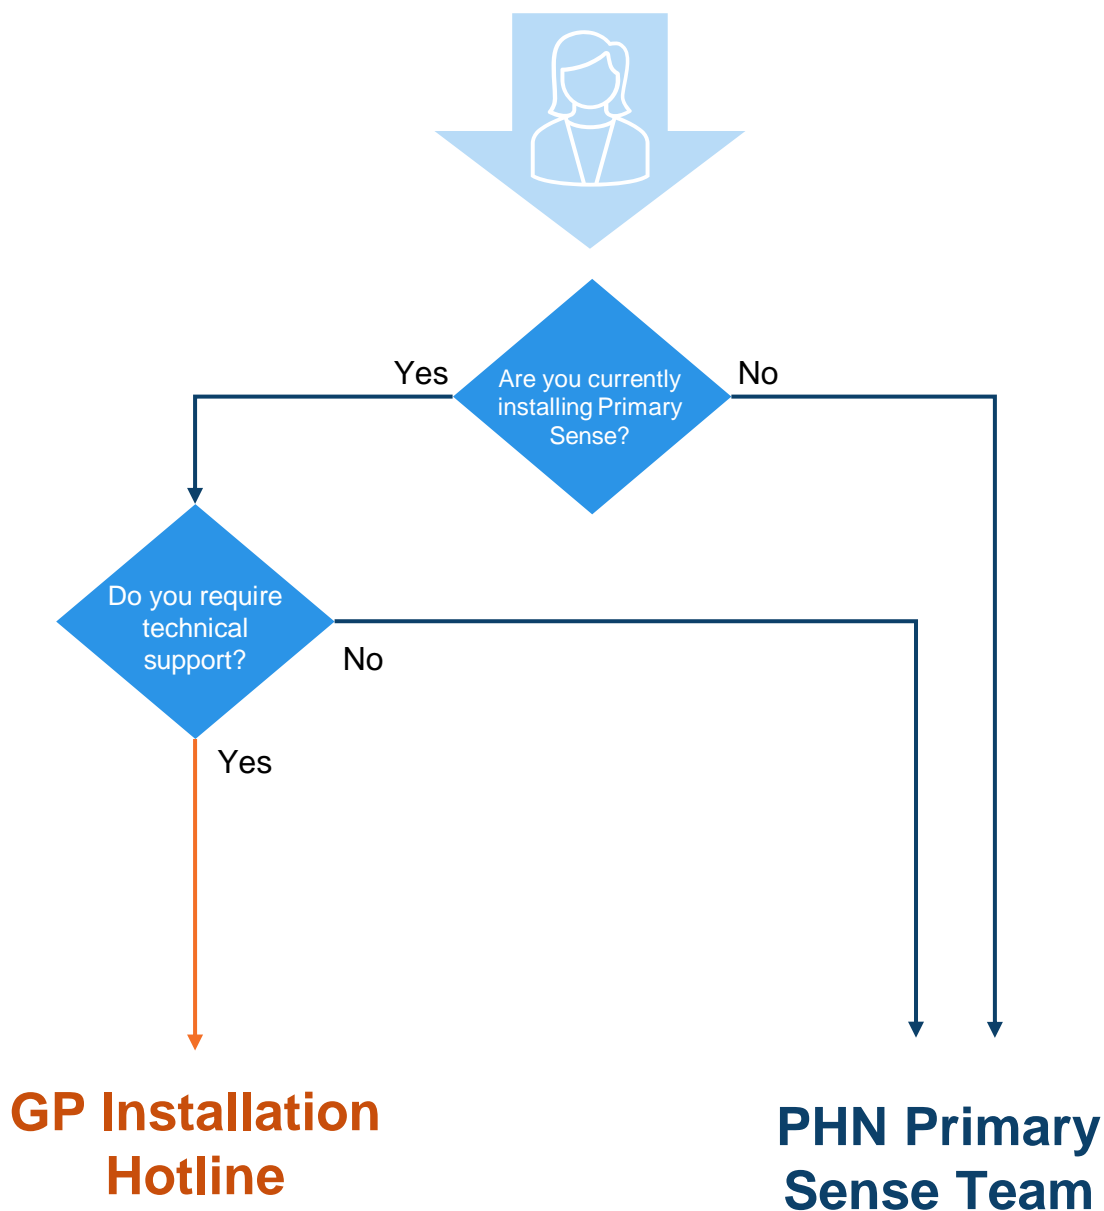 Yes
No
Are you currently
installing Primary
Sense?
Do you require
technical
support?
No
Yes
GP Installation
Hotline
PHN Primary
Sense Team